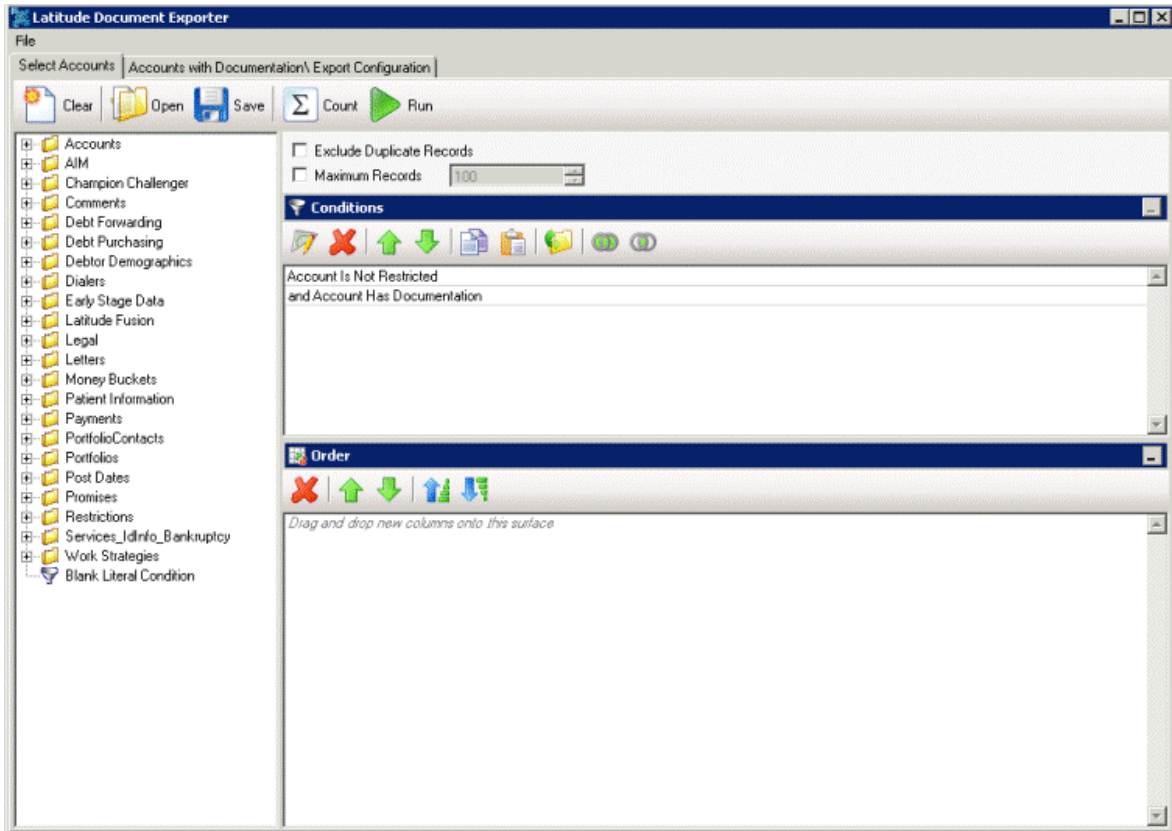 Latitude Document Exporter
File
Select Accounts Accounts with Documentation\ Export Configuration
Clear Open Save Σ Count Run
Accounts
AIM
Champion Challenger
Comments
Debt Forwarding
Debt Purchasing
Debtor Demographics
Dialers
Early Stage Data
Latitude Fusion
Legal
Letters
Money Buckets
Patient Information
Payments
PortfolioContacts
Portfolios
Post Dates
Promises
Restrictions
Services_IdInfo_Bankruptcy
Work Strategies
Blank Literal Condition
Exclude Duplicate Records
Maximum Records 100
Conditions
Account Is Not Restricted
and Account Has Documentation
Order
Drag and drop new columns onto this surface